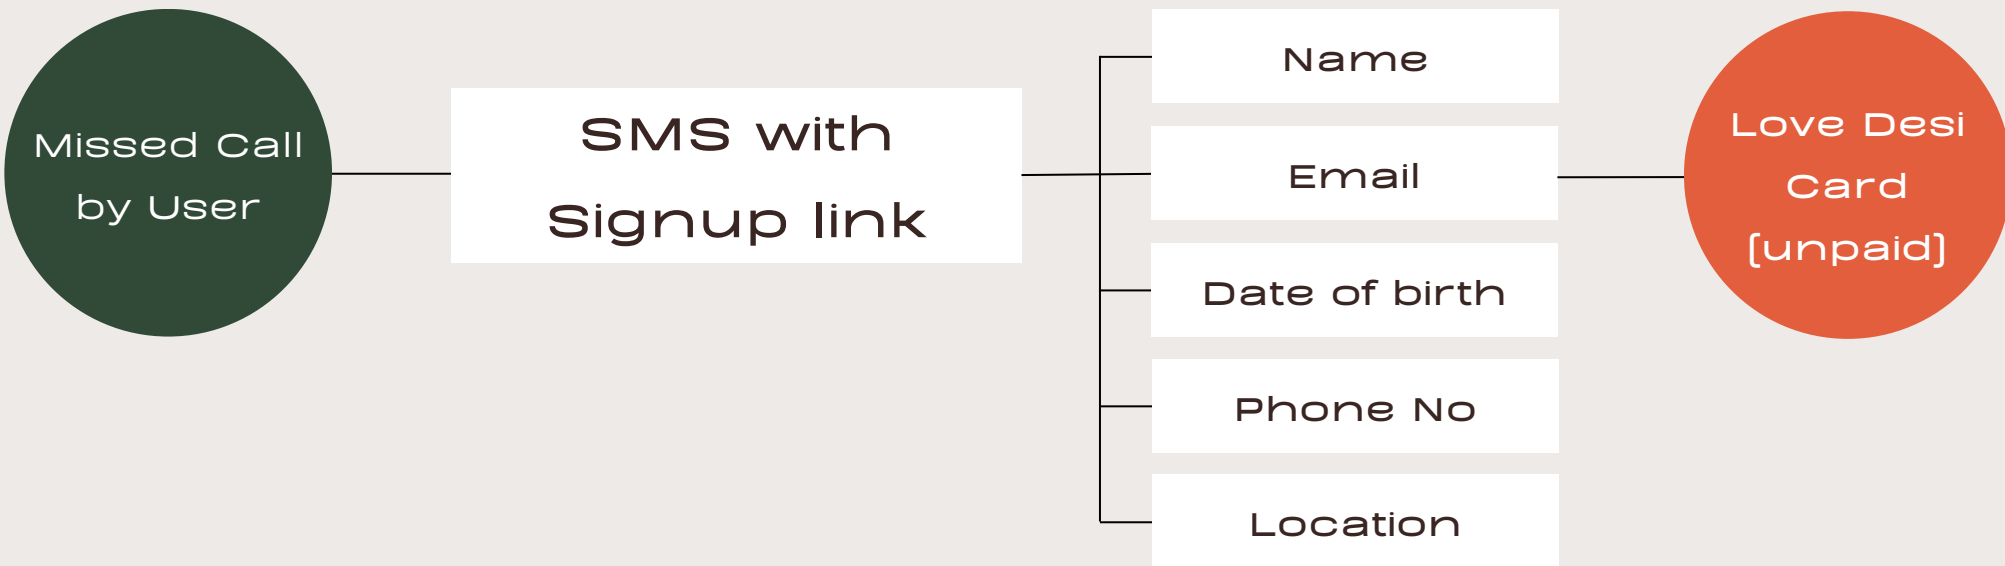 Missed Call
by User
SMS with
Signup link
Name
Email
Date of birth
Phone No
Location
Love Desi
Card
(unpaid)